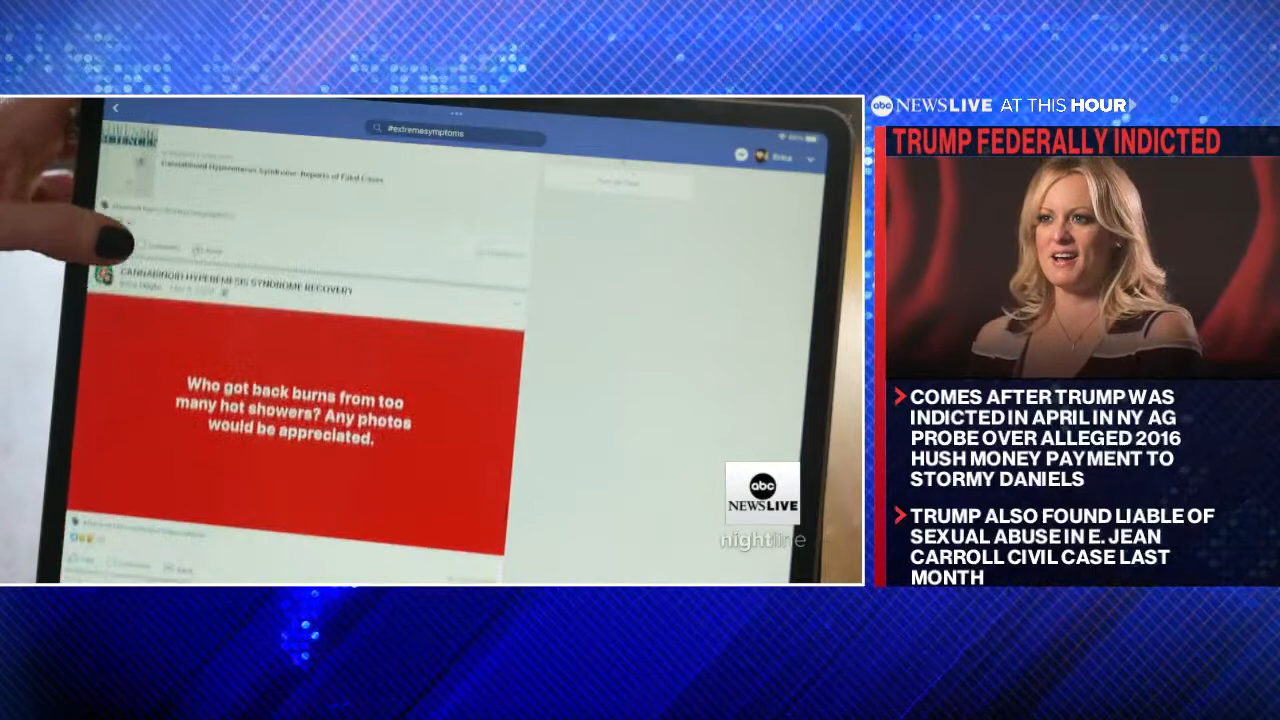 #extremesymptoms
SCIENCES
Erica
Cannabinoid Hyperemesis Syndrome: Reports of Fatal Cases
CANNABINOID HYPEREMESIS SYNDROME RECOVERY
Who got back burns from too
many hot showers? Any photos
would be appreciated.
abc
NEWSLIVE
nightline
abc NEWSLIVE AT THIS HOUR
TRUMP FEDERALLY INDICTED
COMES AFTER TRUMP WAS
INDICTED IN APRIL IN NY AG
PROBE OVER ALLEGED 2016
HUSH MONEY PAYMENT TO
STORMY DANIELS
TRUMP ALSO FOUND LIABLE OF
SEXUAL ABUSE IN E. JEAN
CARROLL CIVIL CASE LAST
MONTH